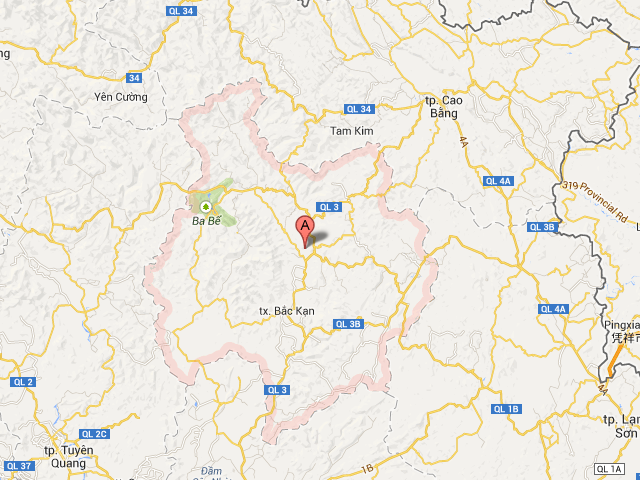 QL 34
34
Yên Cường
QL 34
tp. Cao
Bằng
Tam Kim
4A
QL 4A
319 Provincial Rd
QL 3
Ba Bể
A
QL 3B
QL 4A
tx. Bắc Kạn
QL 3B
Pingxia
凭祥市
QL 2
QL 3
4A
QL 1B
QL 2C
tp. Lạn
Sơn
tp. Tuyên
Quang
QL 37
Đầm
1B
QL 1A